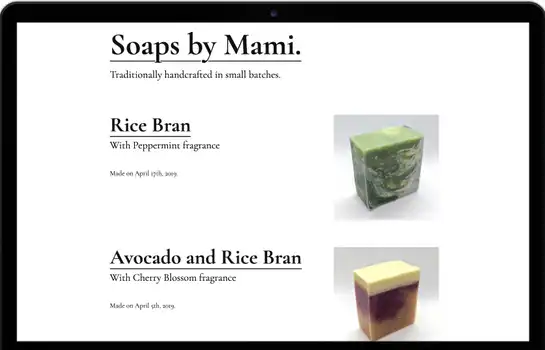 Soaps by Mami.
Traditionally handcrafted in small batches.
Rice Bran
With Peppermint fragrance
Made on April 17th, 2019.
Avocado and Rice Bran
With Cherry Blossom fragrance
Made on April 5th, 2019.